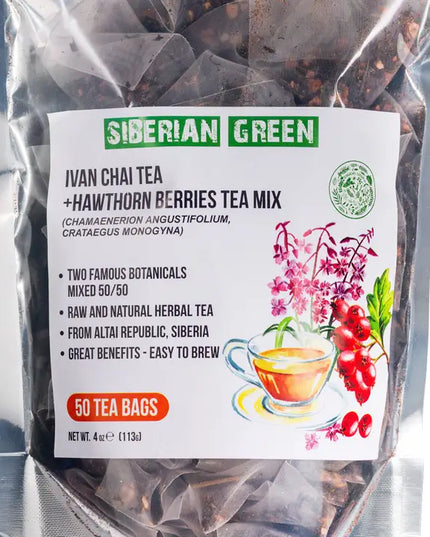 SIBERIAN GREEN
IVAN CHAI TEA
+HAWTHORN BERRIES TEA MIX
(CHAMAENERION ANGUSTIFOLIUM,
CRATAEGUS MONOGYNA)
• TWO FAMOUS BOTANICALS
MIXED 50/50
• RAW AND NATURAL HERBAL TEA
• FROM ALTAI REPUBLIC, SIBERIA
• GREAT BENEFITS - EASY TO BREW
50 TEA BAGS
NET WT. 4 oz ℮ (113g)